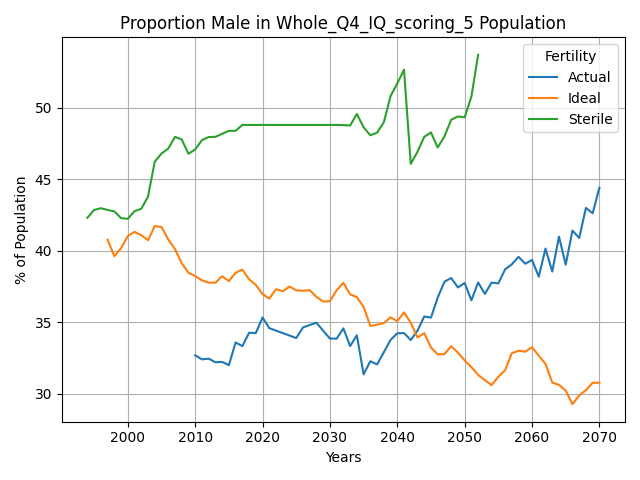 Proportion Male in Whole_Q4_IQ_scoring_5 Population
Fertility
Actual
Ideal
Sterile
% of Population
50
45
40
35
30
2000 2010 2020 2030 2040 2050 2060 2070
Years